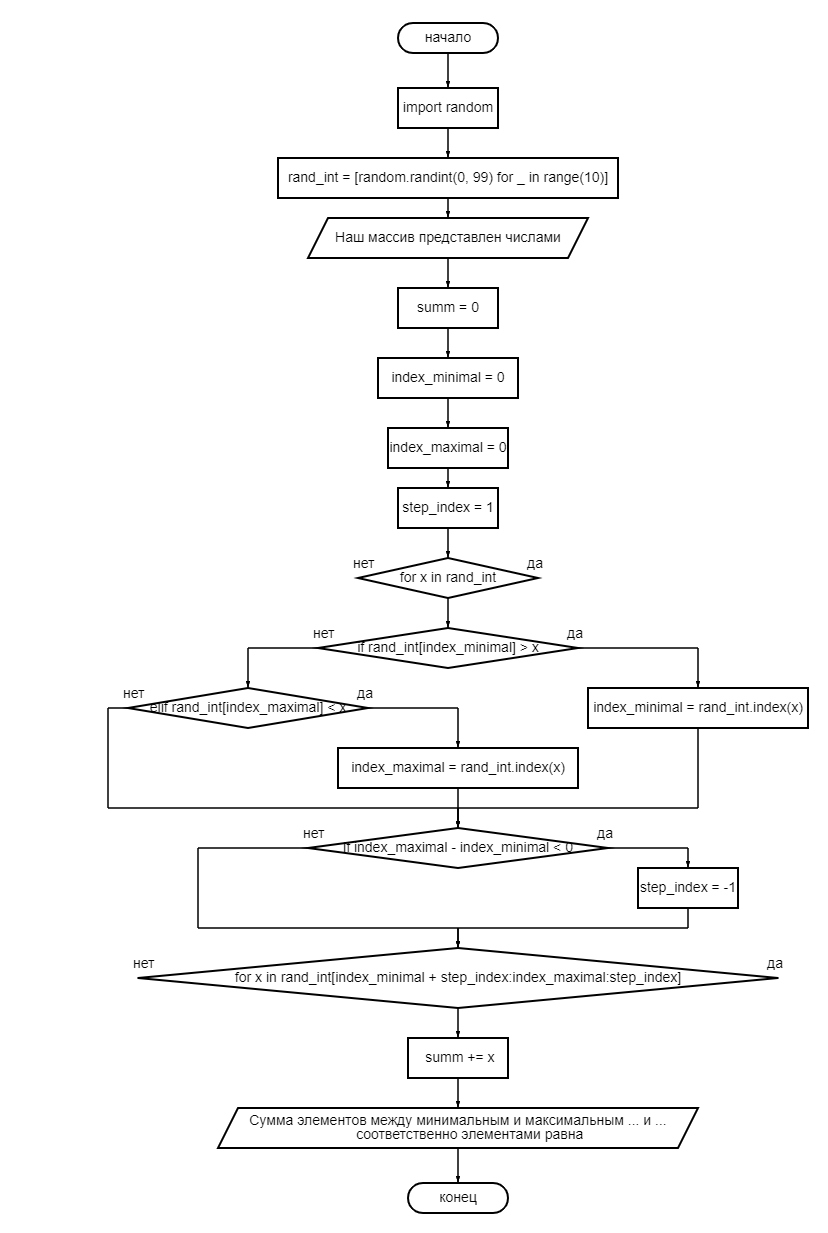 начало
import random
rand_int = [random.randint(0, 99) for _ in range(10)]
Наш массив представлен числами
summ = 0
index_minimal = 0
index_maximal = 0
step_index = 1
нет
да
for x in rand_int
нет
да
if rand_int[index_minimal] > x
нет
да
elif rand_int[index_maximal] < x
index_minimal = rand_int.index(x)
index_maximal = rand_int.index(x)
нет
да
if index_maximal - index_minimal < 0
step_index = -1
нет
да
for x in rand_int[index_minimal + step_index:index_maximal:step_index]
summ += x
Сумма элементов между минимальным и максимальным ... и ...
соответственно элементами равна
конец